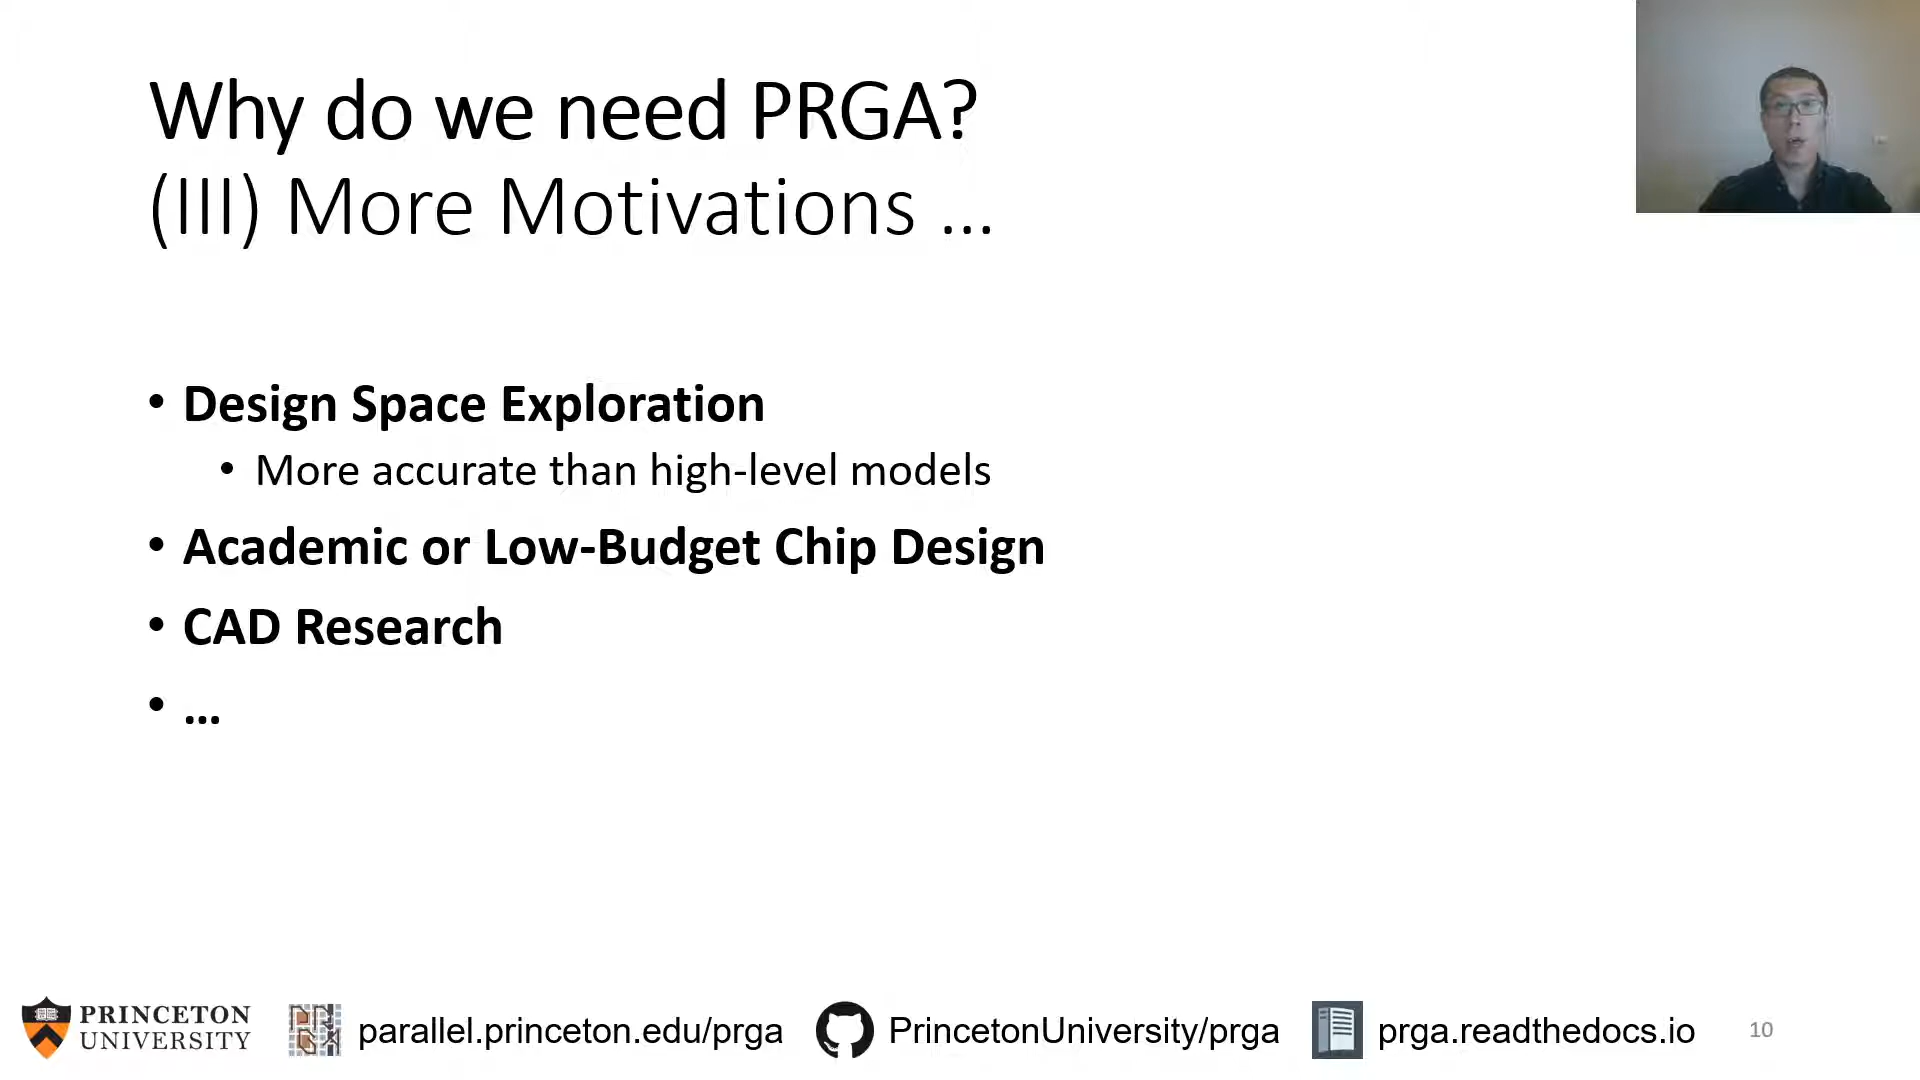 Why do we need PRGA?
(III) More Motivations ...
• Design Space Exploration
• More accurate than high-level models
• Academic or Low-Budget Chip Design
• CAD Research
• ...
PRINCETON
UNIVERSITY
parallel.princeton.edu/prga
PrincetonUniversity/prga
prga.readthedocs.io
10